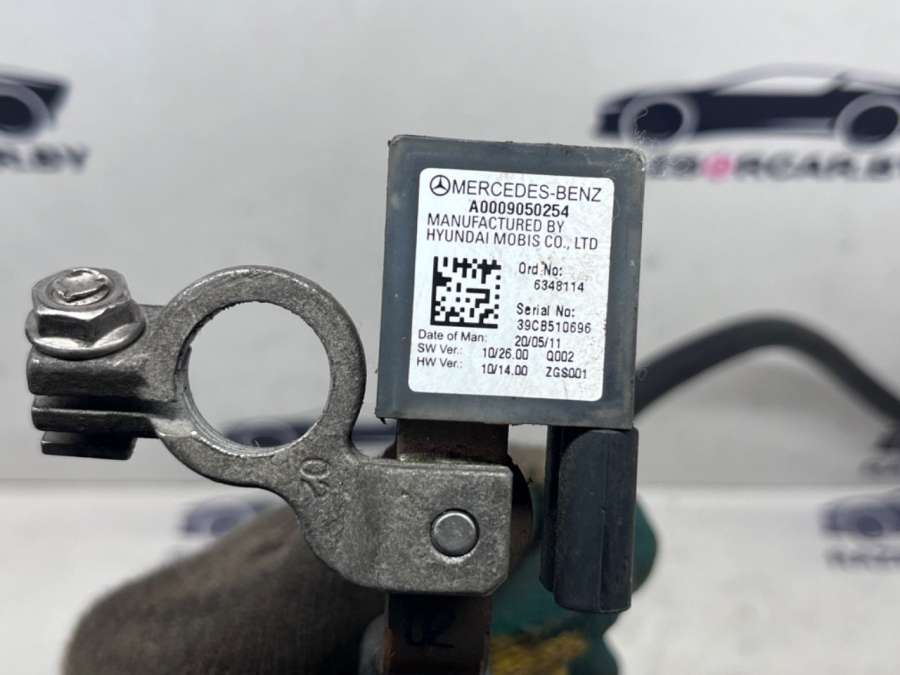 MERCEDES-BENZ
A0009050254
MANUFACTURED BY
HYUNDAI MOBIS CO., LTD
Ord No:
6348114
Serial No:
39CB510696
Date of Man: 20/05/11
SW Ver.: 10/26.00 Q002
HW Ver.: 10/14.00 ZGS001
02